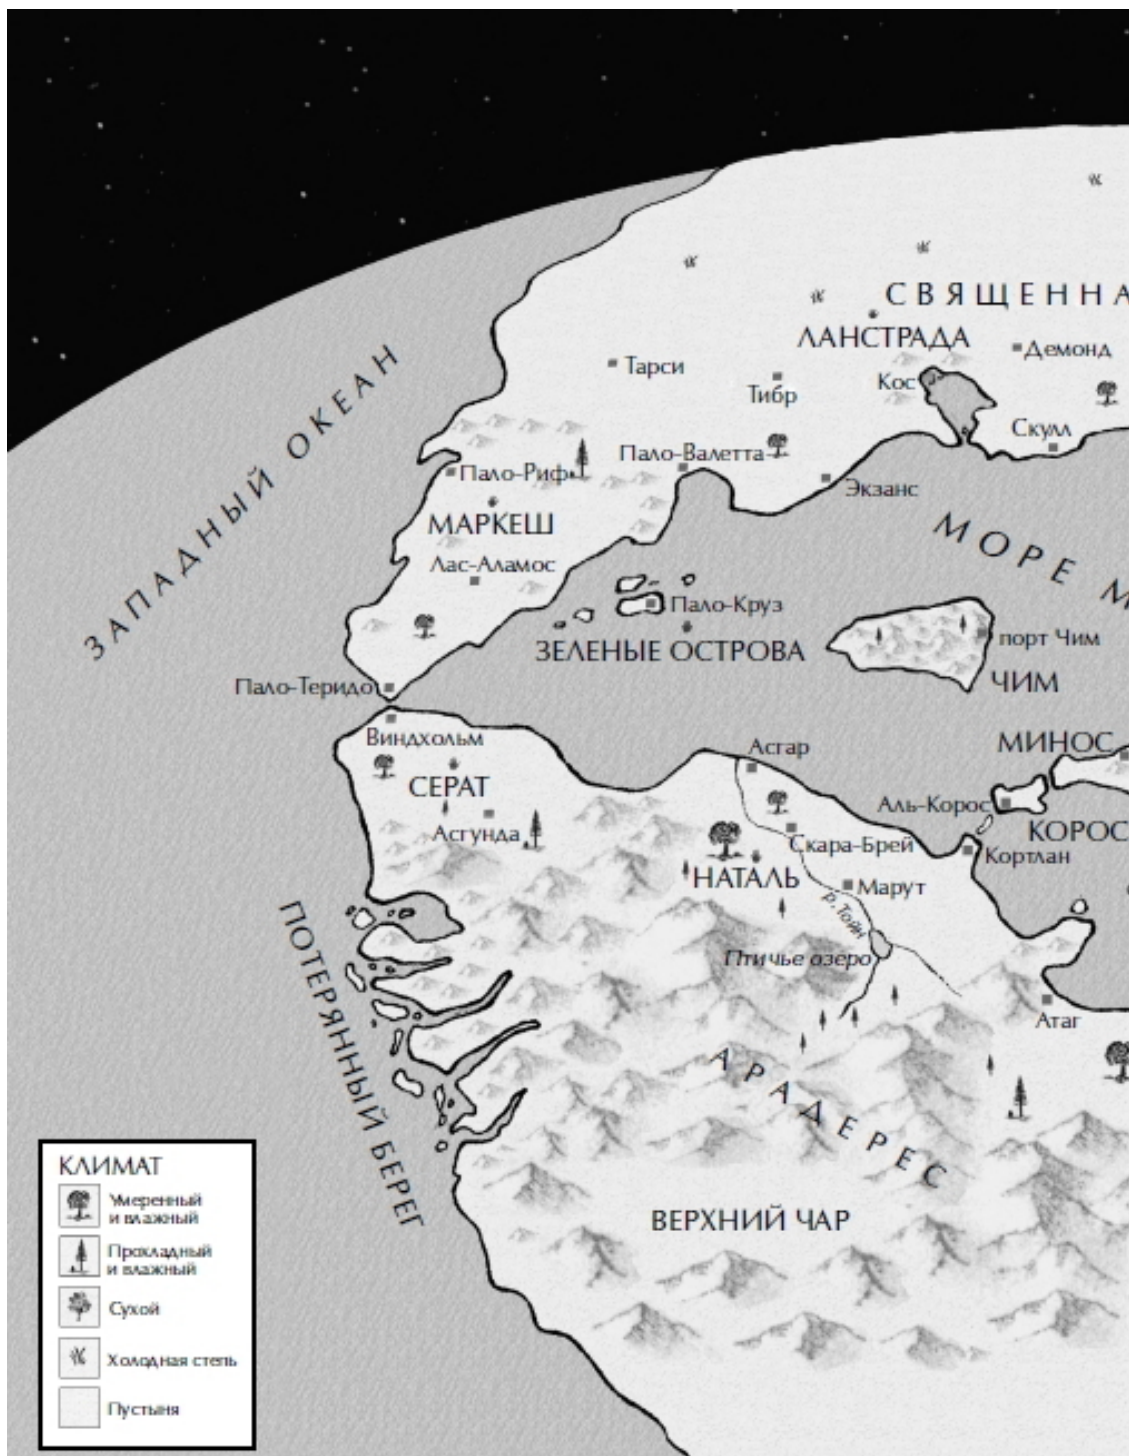 СВЯЩЕННА
ЛАНСТРАДА
Демонд
Тарси
Тибр
Кос
Скулл
Пало-Валетта
Пало-Риф
Экзанс
ЗАПАДНЫЙ ОКЕАН
МАРКЕШ
МОРЕ М
Лас-Аламос
Пало-Круз
ЗЕЛЕНЫЕ ОСТРОВА
порт Чим
ЧИМ
Пало-Теридо
Виндхольм
МИНОС
Асгар
СЕРАТ
Аль-Корос
Асгунда
Скара-Брей
КОРОС
Кортлан
НАТАЛЬ
Марут
р. Тойн
Птичье озеро
Атаг
ПОТЕРЯННЫЙ БЕРЕГ
АРАДЕРЕС
ВЕРХНИЙ ЧАР
КЛИМАТ
Умеренный
и влажный
Прохладный
и влажный
Сухой
Холодная степь
Пустыня